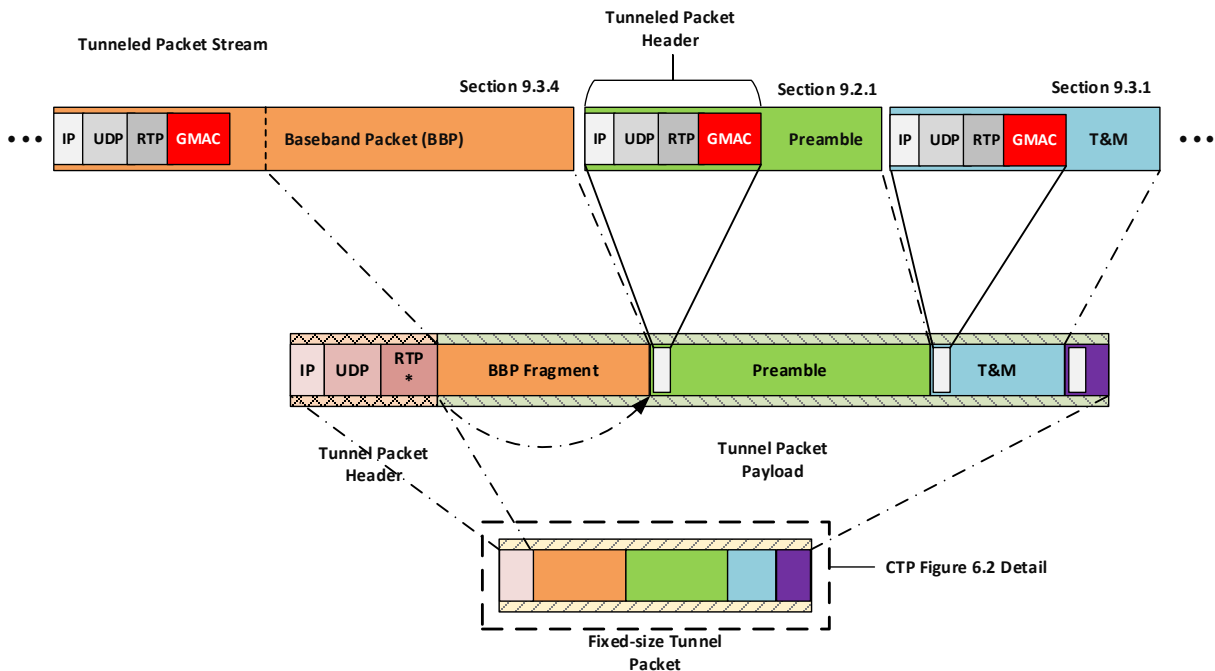 Tunneled Packet
Header
Tunneled Packet Stream
Section 9.3.4
Section 9.2.1
Section 9.3.1
••• IP UDP RTP GMAC Baseband Packet (BBP) IP UDP RTP GMAC Preamble IP UDP RTP GMAC T&M •••
IP UDP RTP
*
BBP Fragment
Preamble
T&M
Tunnel Packet
Header
Tunnel Packet
Payload
CTP Figure 6.2 Detail
Fixed-size Tunnel
Packet